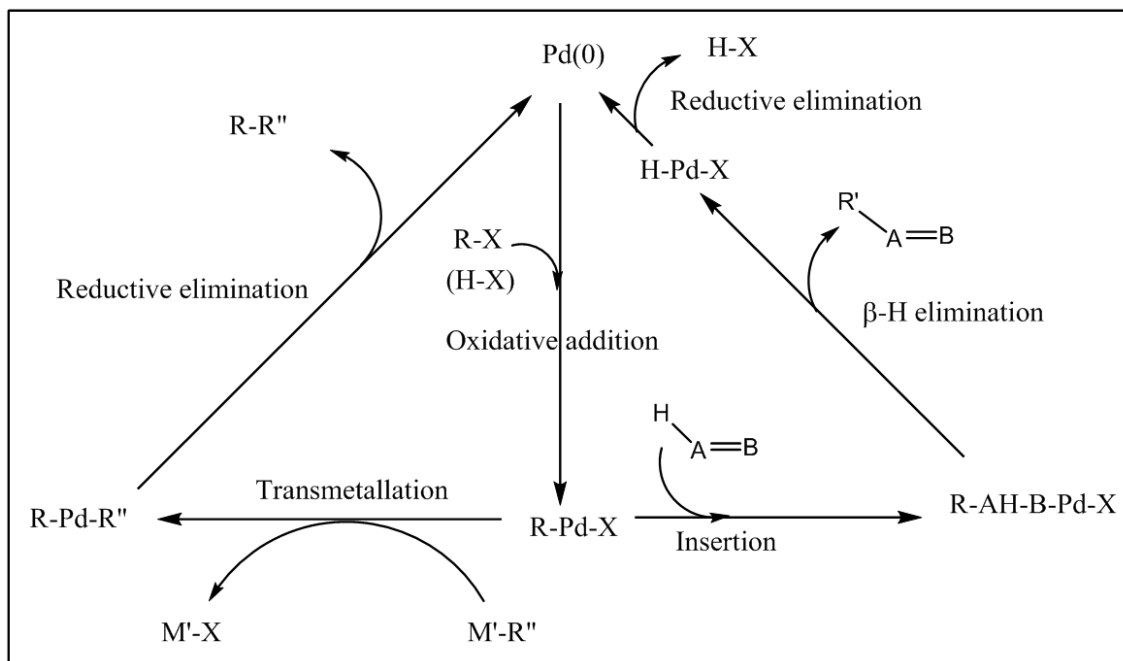 Pd(0)
H-X
Reductive elimination
R-R"
H-Pd-X
R'
A=B
R-X
(H-X)
Reductive elimination
β-H elimination
Oxidative addition
H
A=B
Transmetallation
R-Pd-R"
R-Pd-X
Insertion
R-AH-B-Pd-X
M'-X
M'-R"